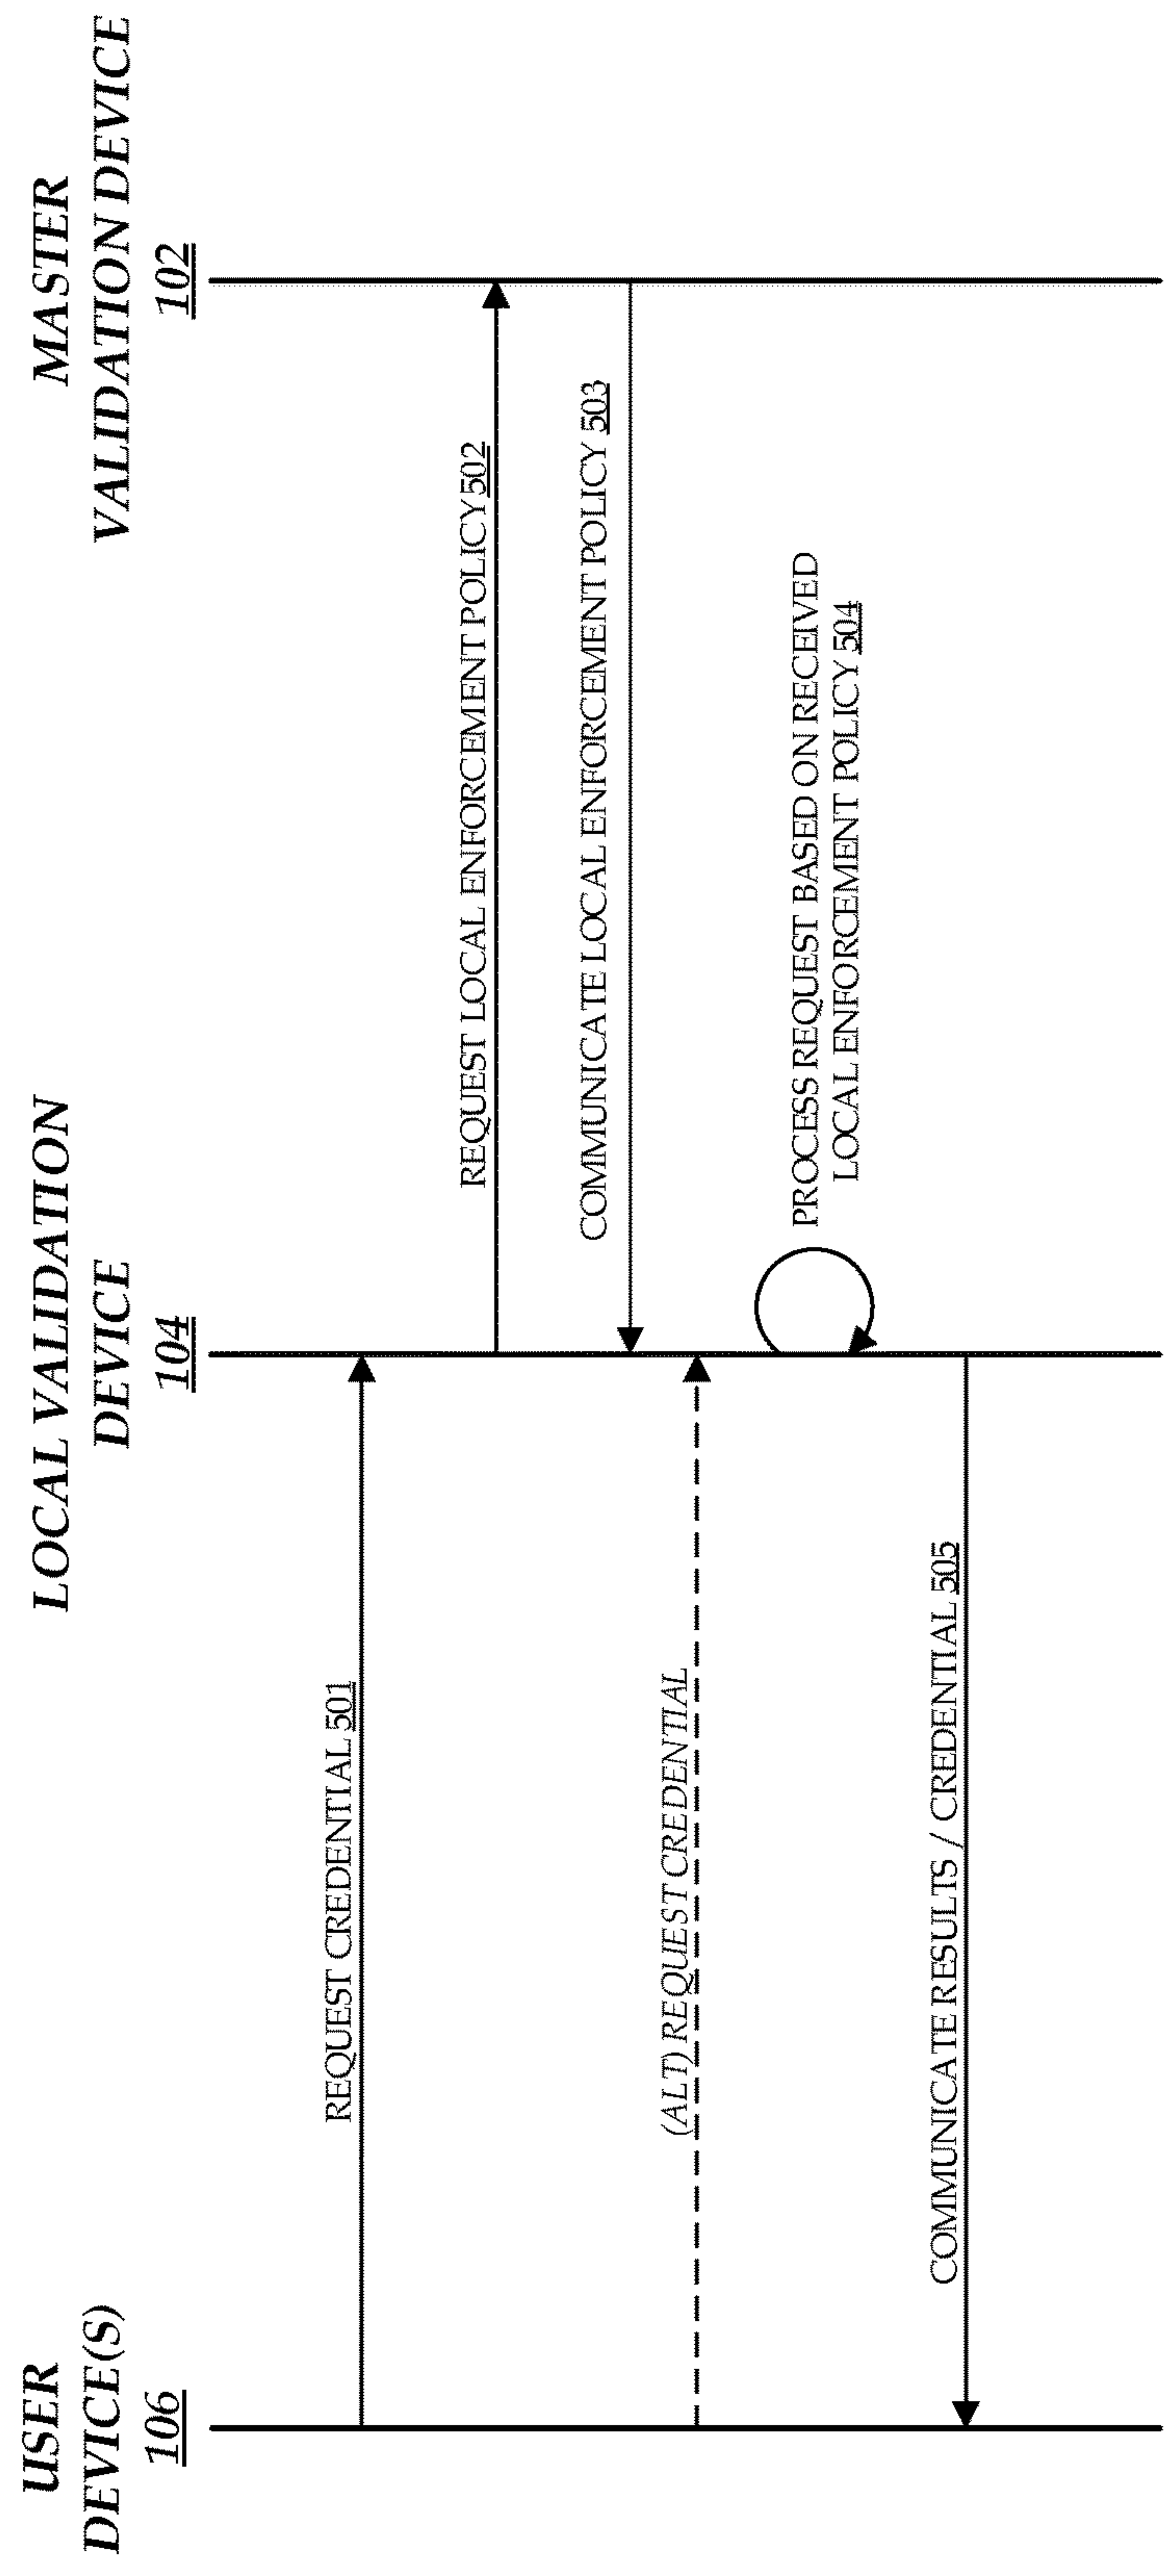 USER
DEVICE(S)
106
LOCAL VALIDATION
DEVICE
104
MASTER
VALIDATION DEVICE
102
REQUEST CREDENTIAL 501
REQUEST LOCAL ENFORCEMENT POLICY 502
COMMUNICATE LOCAL ENFORCEMENT POLICY 503
(ALT) REQUEST CREDENTIAL
PROCESS REQUEST BASED ON RECEIVED
LOCAL ENFORCEMENT POLICY 504
COMMUNICATE RESULTS / CREDENTIAL 505